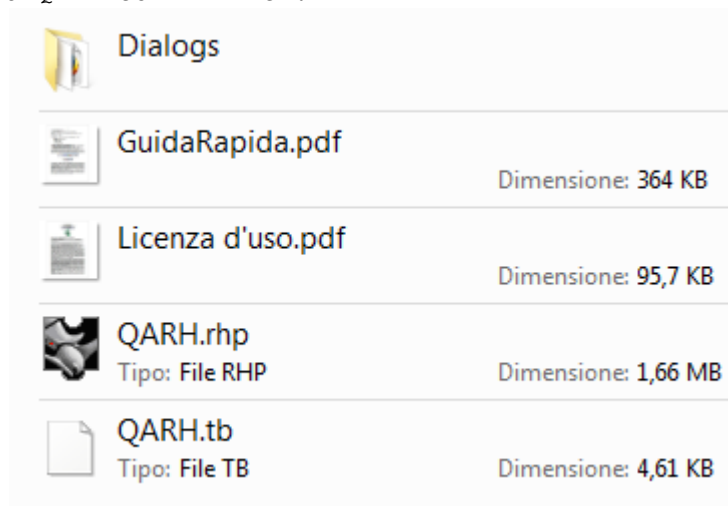 Dialogs
GuidaRapida.pdf
Dimensione: 364 KB
Licenza d'uso.pdf
Dimensione: 95,7 KB
QARH.rhp
Tipo: File RHP Dimensione: 1,66 MB
QARH.tb
Tipo: File TB Dimensione: 4,61 KB